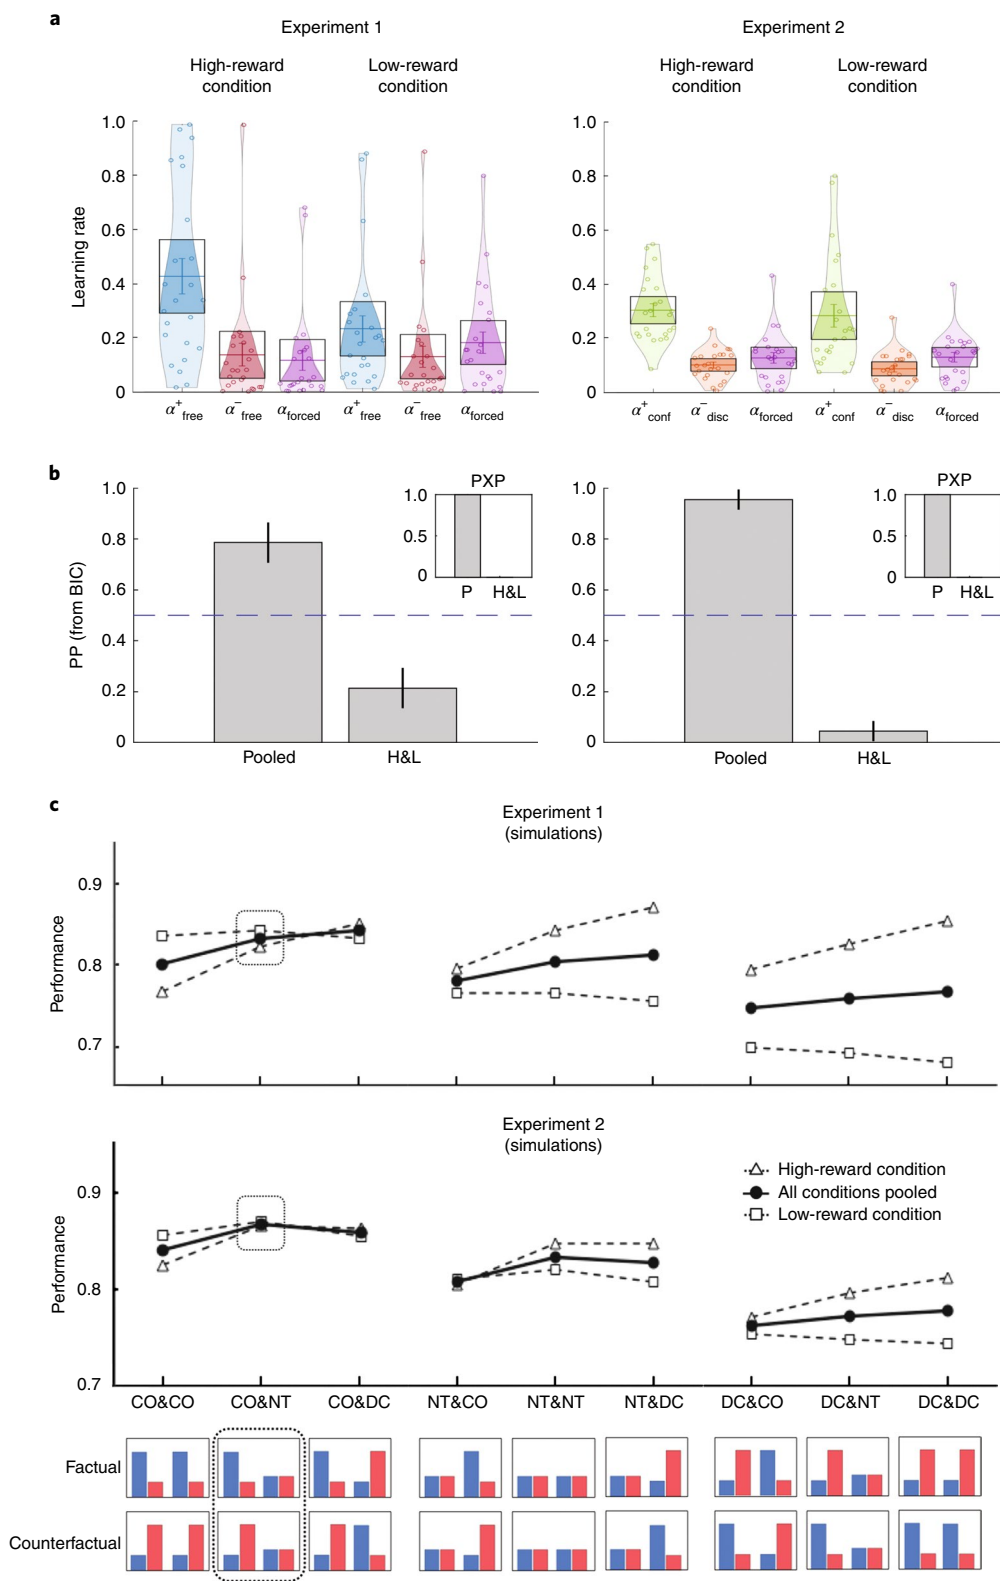 a
Experiment 1
Experiment 2
High-reward condition
Low-reward condition
High-reward condition
Low-reward condition
Learning rate
1.0
0.8
0.6
0.4
0.2
0
1.0
0.8
0.6
0.4
0.2
0
α+free
α−free
αforced
α+free
α−free
αforced
α+conf
α−disc
αforced
α+conf
α−disc
αforced
b
PP (from BIC)
1.0
0.8
0.6
0.4
0.2
0
PXP
1.0
0.5
0
P
H&L
Pooled
H&L
1.0
0.8
0.6
0.4
0.2
0
PXP
1.0
0.5
0
P
H&L
Pooled
H&L
c
Experiment 1
(simulations)
Performance
0.9
0.8
0.7
Experiment 2
(simulations)
High-reward condition
All conditions pooled
Low-reward condition
Performance
0.9
0.8
0.7
CO&CO
CO&NT
CO&DC
NT&CO
NT&NT
NT&DC
DC&CO
DC&NT
DC&DC
Factual
Counterfactual